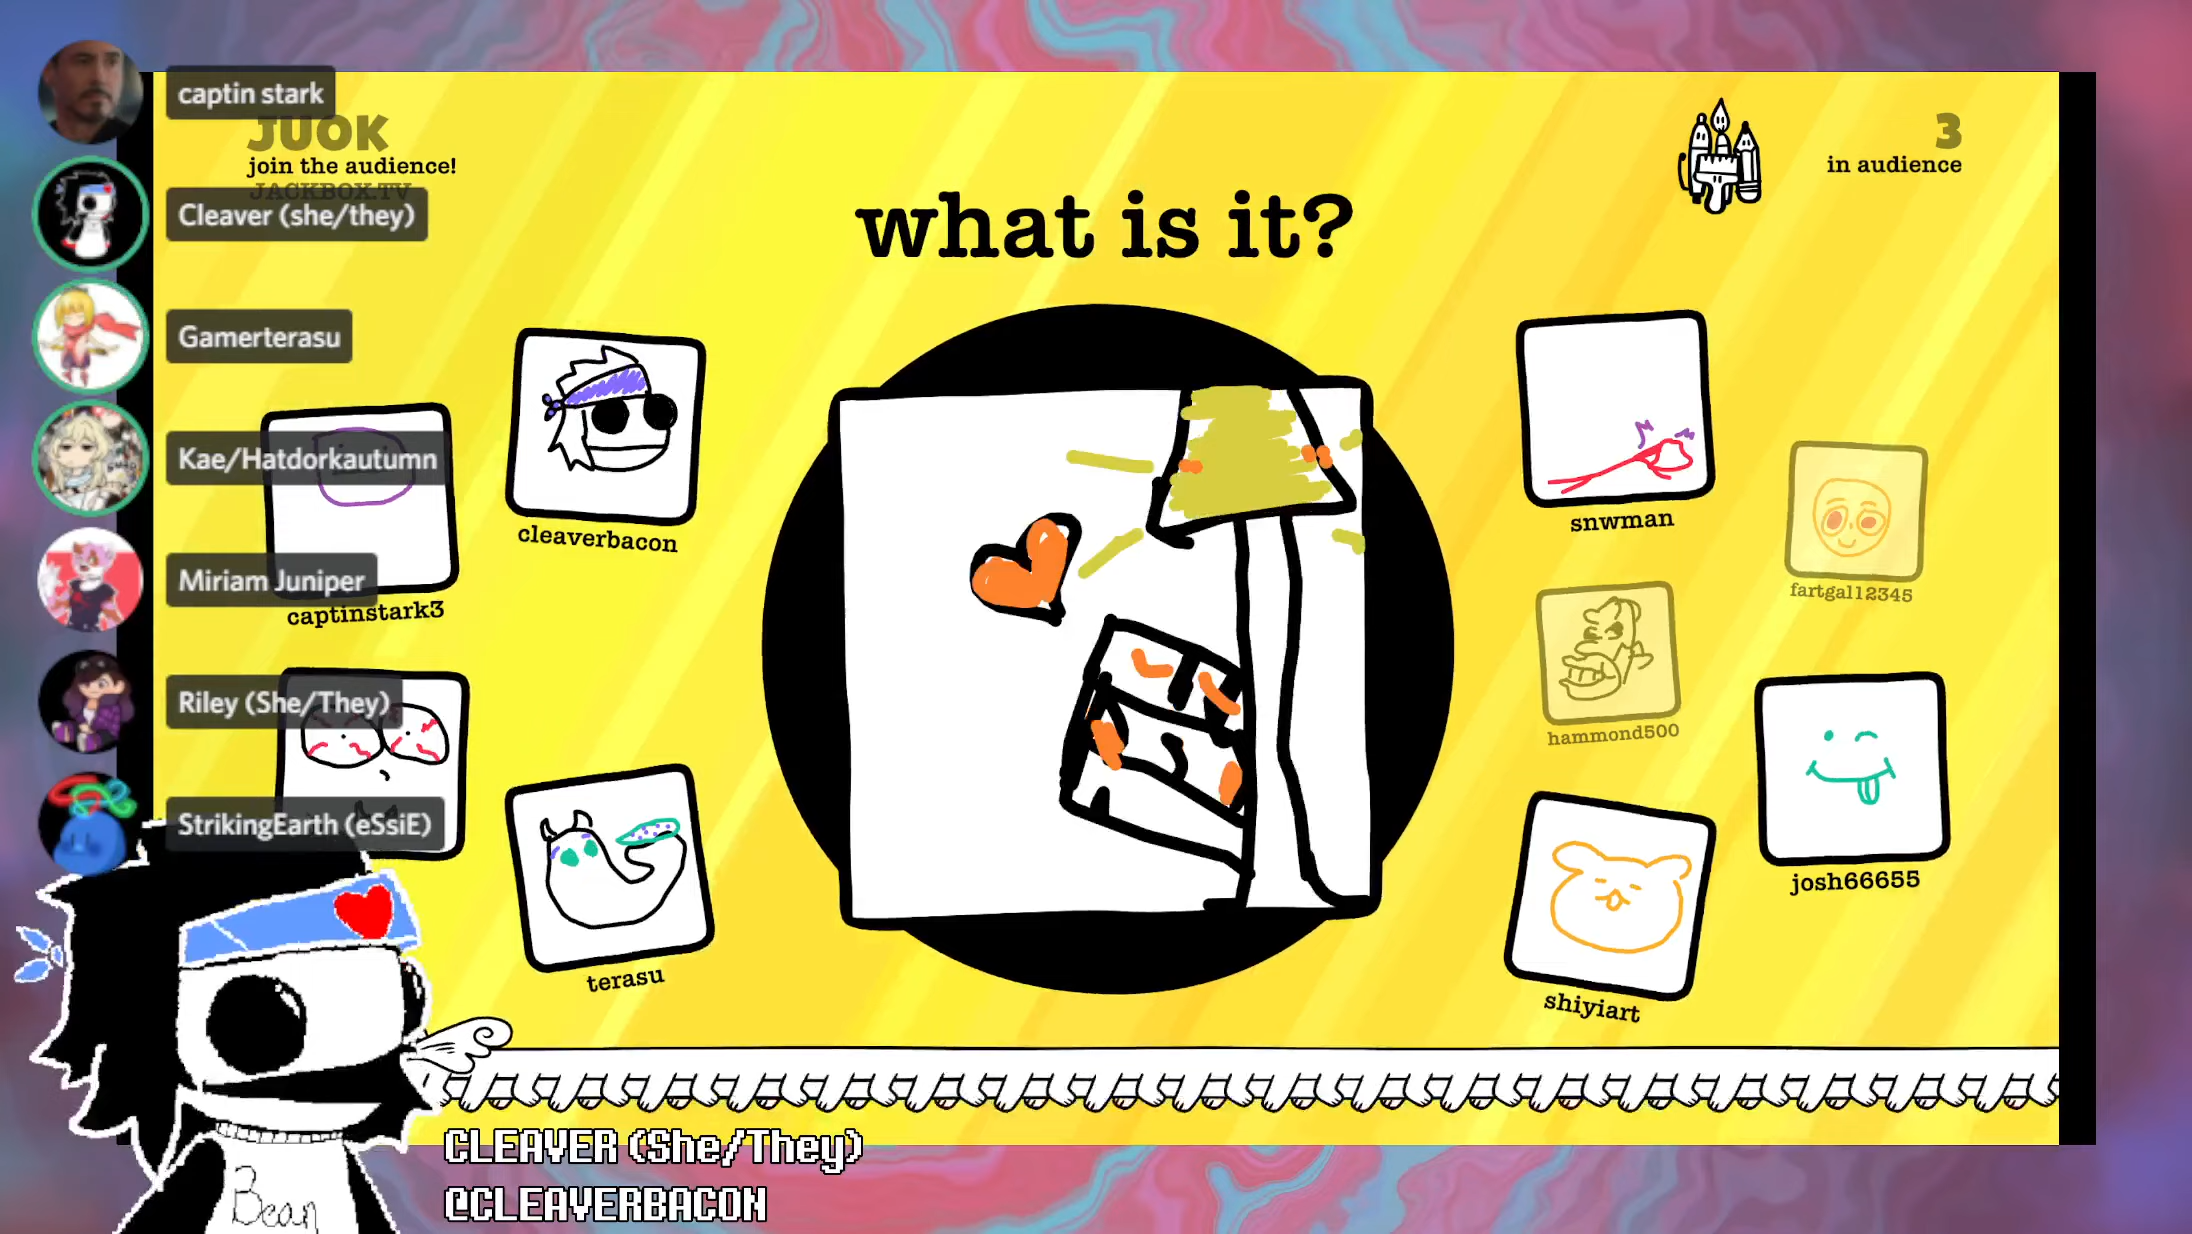 captin stark
JUOK
join the audience!
JACKBOX.TV
Cleaver (she/they)
Gamerterasu
Kae/Hatdorkautumn
Miriam Juniper
Riley (She/They)
StrikingEarth (eSsiE)
3
in audience
what is it?
captinstark3
cleaverbacon
terasu
snwman
fartgal12345
hammond500
josh66655
shiyiart
Bean
CLEAVER (She/They)
@CLEAVERBACON